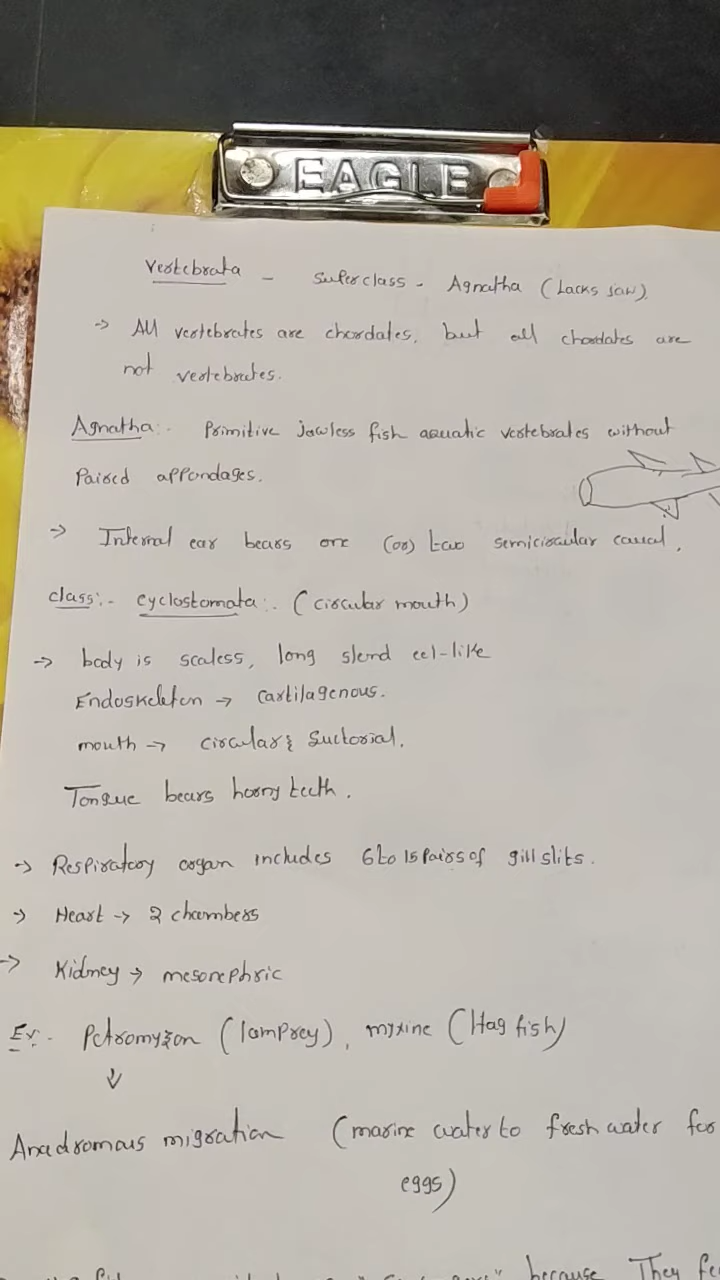 EAGLE
Vertebrata - Superclass - Agnatha (Lacks jaw)
→ All vertebrates are chordates, but all chordates are
not vertebrates.
Agnatha:- Primitive jawless fish aquatic vertebrates without
Paired appondages.
→ Internal ear bears one (or) two semicircular canal.
class:- cyclostomata:- (circular mouth)
→ body is scaless, long slend eel-like
Endoskeleton → cartilagenous.
mouth → circular & Suctorial.
Tongue bears horny teeth.
→ Respiratory organ includes 6 to 15 Pairs of gill slits.
→ Heart → 2 chambers
→ Kidney → mesonephric
Ex:- Petromyzon (lamprey), myxine (Hag fish)
↓
Anadromous migration (marine water to fresh water for
eggs)
because They